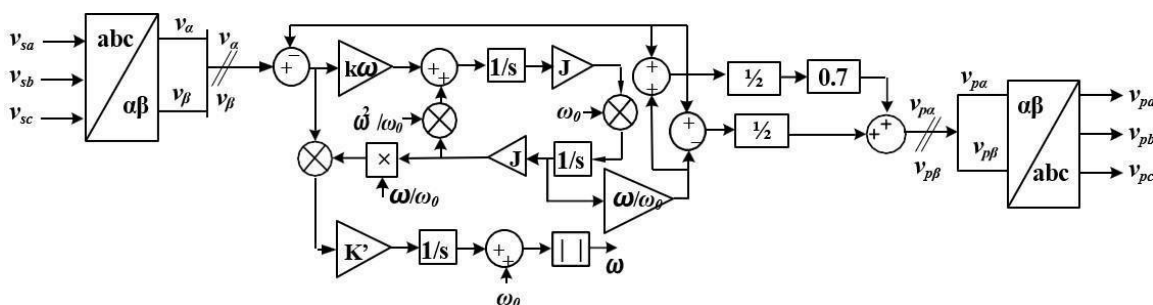 v_sa
v_sb
v_sc
abc
αβ
v_α
v_β
v_α
v_β
+
−
kω
+
+
1/s
J
ω₀
ω²/ω₀
×
ω/ω₀
J
1/s
ω/ω₀
K’
1/s
+
+
ω₀
| |
ω
+
+
+
−
½
0.7
½
+
+
v_pα
v_pβ
v_pα
v_pβ
αβ
abc
v_pa
v_pb
v_pc